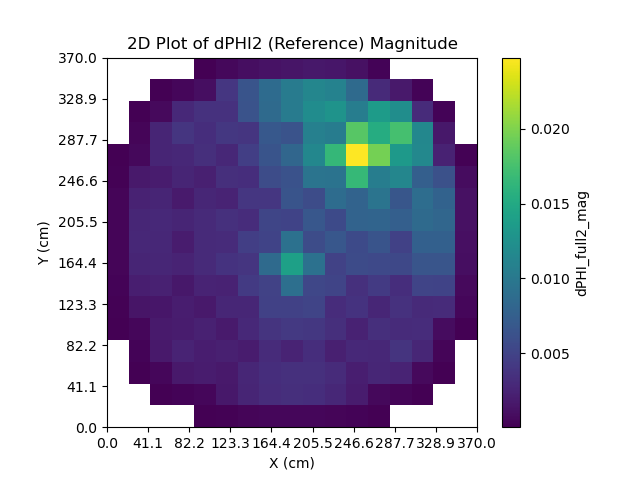 2D Plot of dPHI2 (Reference) Magnitude
370.0
328.9
287.7
246.6
205.5
164.4
123.3
82.2
41.1
0.0
Y (cm)
0.0 41.1 82.2 123.3 164.4 205.5 246.6 287.7 328.9 370.0
X (cm)
0.020
0.015
0.010
0.005
dPHI_full2_mag